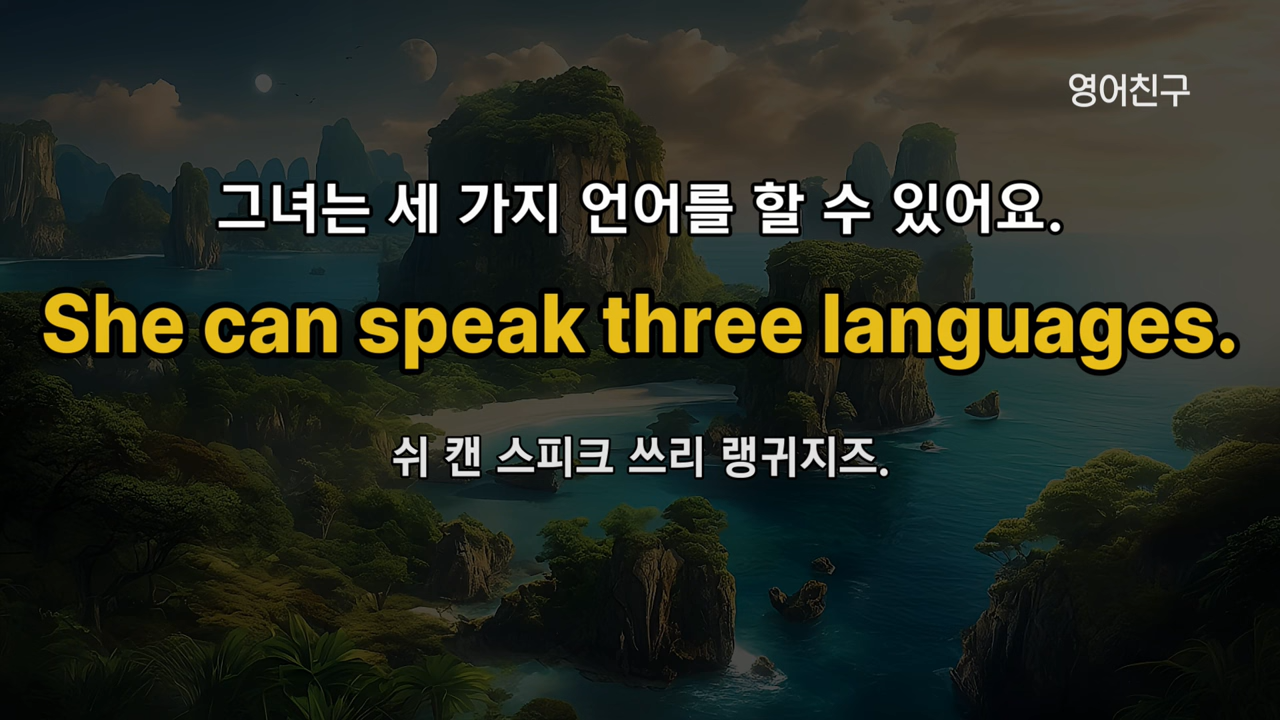 영어친구
그녀는 세 가지 언어를 할 수 있어요.
She can speak three languages.
쉬 캔 스피크 쓰리 랭귀지즈.